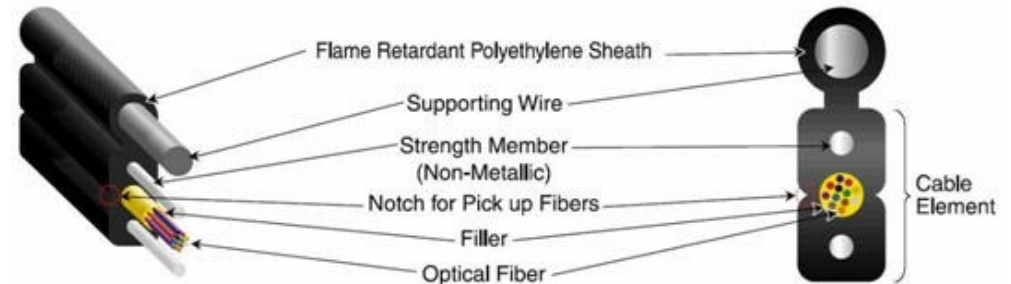 Flame Retardant Polyethylene Sheath
Supporting Wire
Strength Member
(Non-Metallic)
Notch for Pick up Fibers
Filler
Optical Fiber
Cable
Element